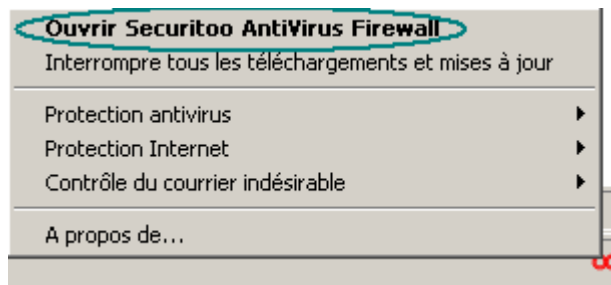 Ouvrir Securitoo AntiVirus Firewall
Interrompre tous les téléchargements et mises à jour
Protection antivirus
Protection Internet
Contrôle du courrier indésirable
A propos de...